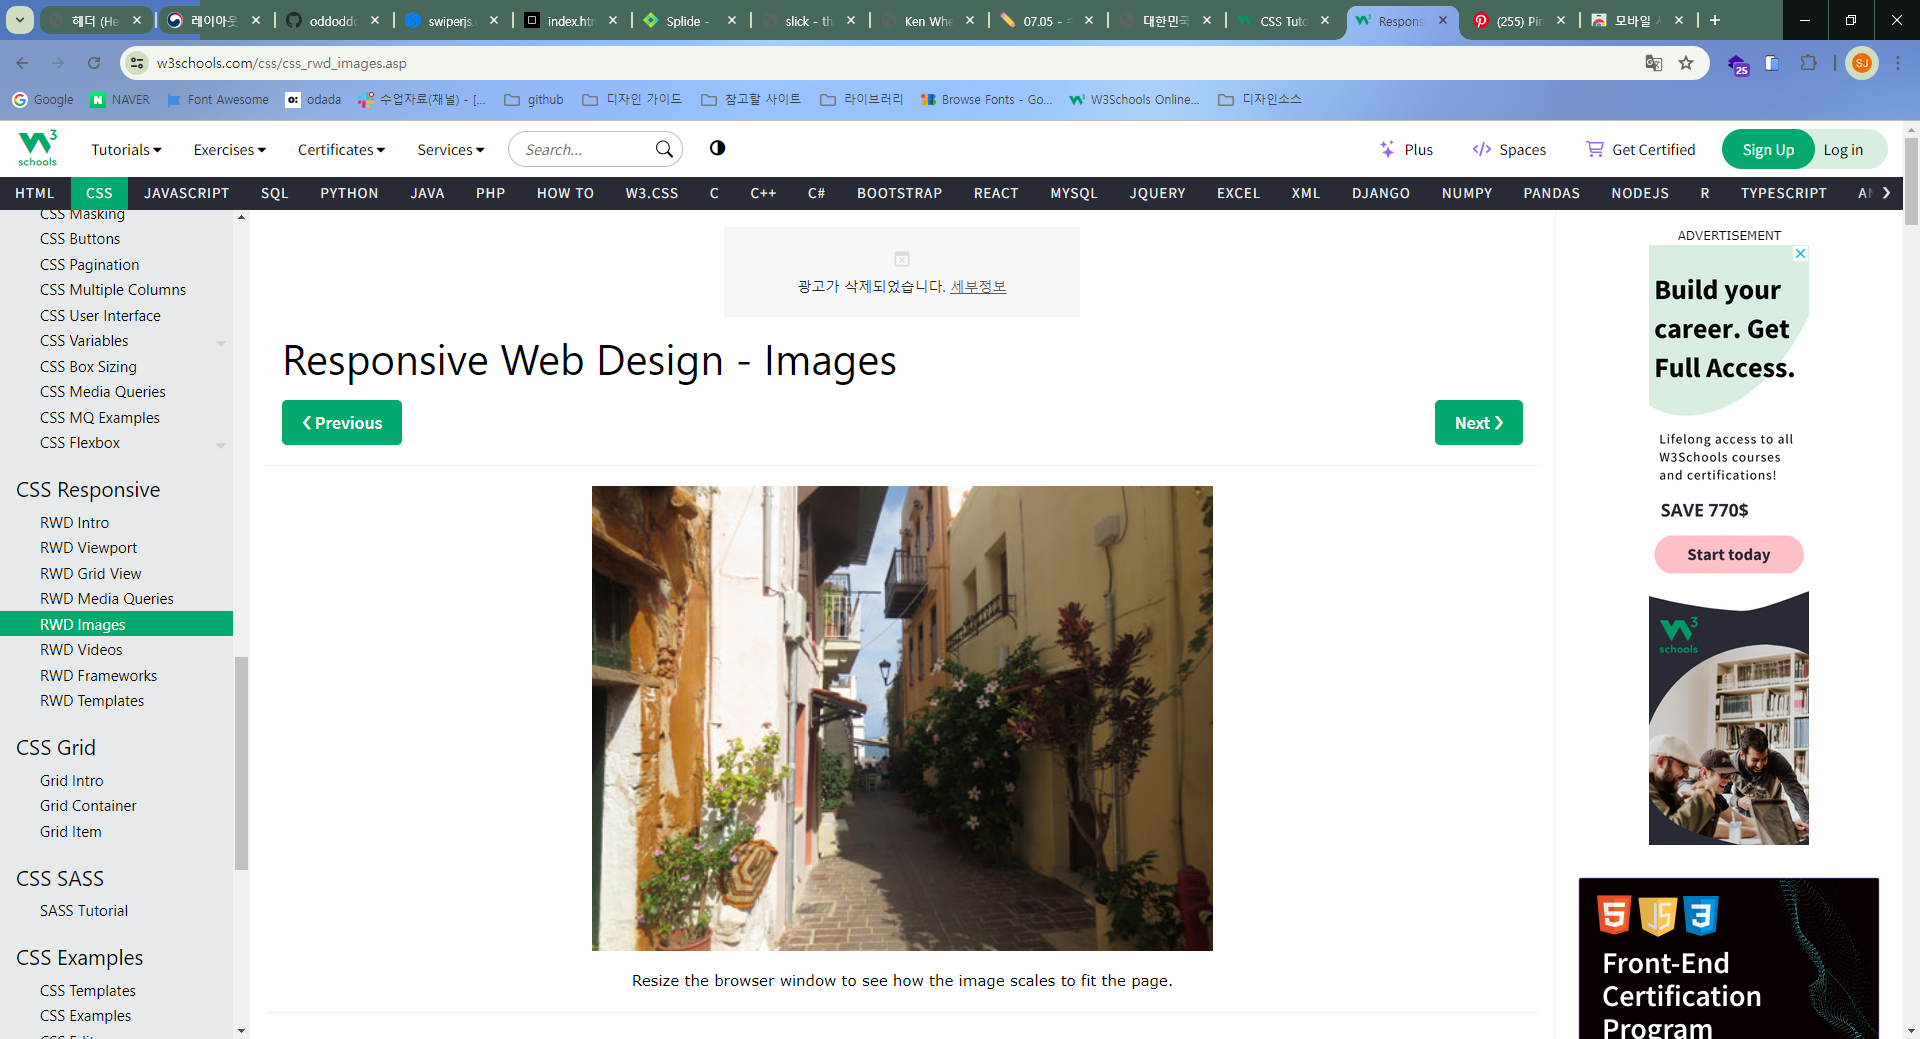 헤더 (He
레이아웃
oddoddo
swiperjs.
index.htm
Splide -
slick - th
Ken Whe
07.05 -
대한민국
CSS Tuto
Respons
(255) Pin
모바일
w3schools.com/css/css_rwd_images.asp
25
SJ
Google
NAVER
Font Awesome
odada
수업자료(채널) - [...
github
디자인 가이드
참고할 사이트
라이브러리
Browse Fonts - Go...
W3Schools Online...
디자인소스
W3 schools
Tutorials
Exercises
Certificates
Services
Search...
Plus
Spaces
Get Certified
Sign Up
Log in
HTML
CSS
JAVASCRIPT
SQL
PYTHON
JAVA
PHP
HOW TO
W3.CSS
C
C++
C#
BOOTSTRAP
REACT
MYSQL
JQUERY
EXCEL
XML
DJANGO
NUMPY
PANDAS
NODEJS
R
TYPESCRIPT
CSS Masking
CSS Buttons
CSS Pagination
CSS Multiple Columns
CSS User Interface
CSS Variables
CSS Box Sizing
CSS Media Queries
CSS MQ Examples
CSS Flexbox
CSS Responsive
RWD Intro
RWD Viewport
RWD Grid View
RWD Media Queries
RWD Images
RWD Videos
RWD Frameworks
RWD Templates
CSS Grid
Grid Intro
Grid Container
Grid Item
CSS SASS
SASS Tutorial
CSS Examples
CSS Templates
CSS Examples
광고가 삭제되었습니다. 세부정보
Responsive Web Design - Images
❮ Previous
Next ❯
Resize the browser window to see how the image scales to fit the page.
ADVERTISEMENT
Build your
career. Get
Full Access.
Lifelong access to all
W3Schools courses
and certifications!
SAVE 770$
Start today
W3 schools
5
JS
3
Front-End
Certification
Program